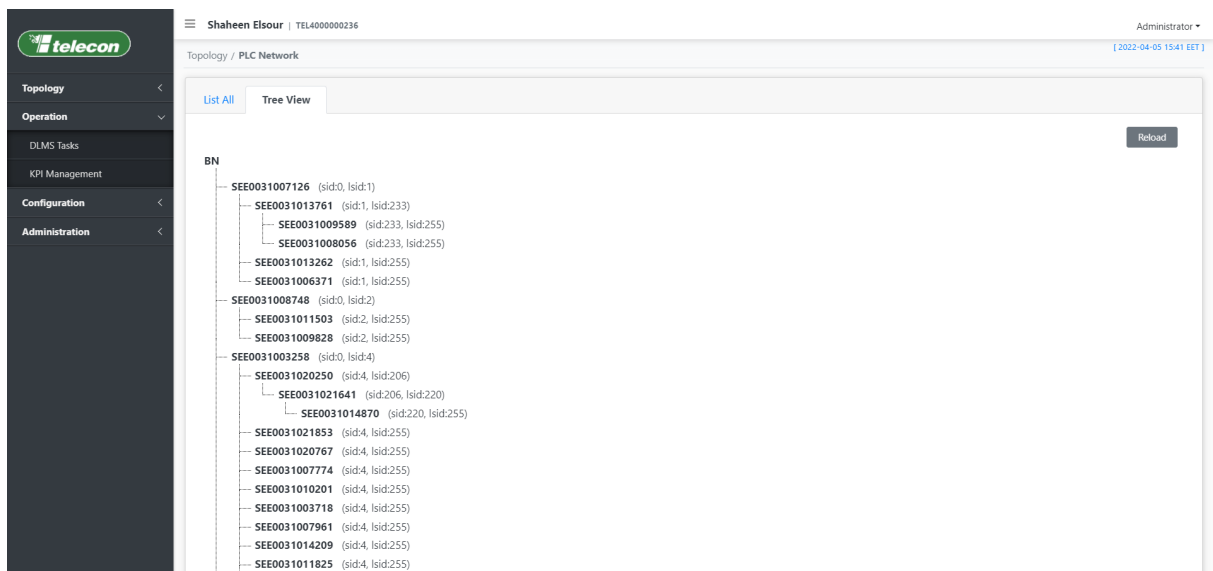 telecon
Shaheen Elsour | TEL4000000236
Administrator
Topology / PLC Network
[ 2022-04-05 15:41 EET ]
Topology
Operation
DLMS Tasks
KPI Management
Configuration
Administration
List All
Tree View
Reload
BN
SEE0031007126 (sid:0, lsid:1)
SEE0031013761 (sid:1, lsid:233)
SEE0031009589 (sid:233, lsid:255)
SEE0031008056 (sid:233, lsid:255)
SEE0031013262 (sid:1, lsid:255)
SEE0031006371 (sid:1, lsid:255)
SEE0031008748 (sid:0, lsid:2)
SEE0031011503 (sid:2, lsid:255)
SEE0031009828 (sid:2, lsid:255)
SEE0031003258 (sid:0, lsid:4)
SEE0031020250 (sid:4, lsid:206)
SEE0031021641 (sid:206, lsid:220)
SEE0031014870 (sid:220, lsid:255)
SEE0031021853 (sid:4, lsid:255)
SEE0031020767 (sid:4, lsid:255)
SEE0031007774 (sid:4, lsid:255)
SEE0031010201 (sid:4, lsid:255)
SEE0031003718 (sid:4, lsid:255)
SEE0031007961 (sid:4, lsid:255)
SEE0031014209 (sid:4, lsid:255)
SEE0031011825 (sid:4, lsid:255)